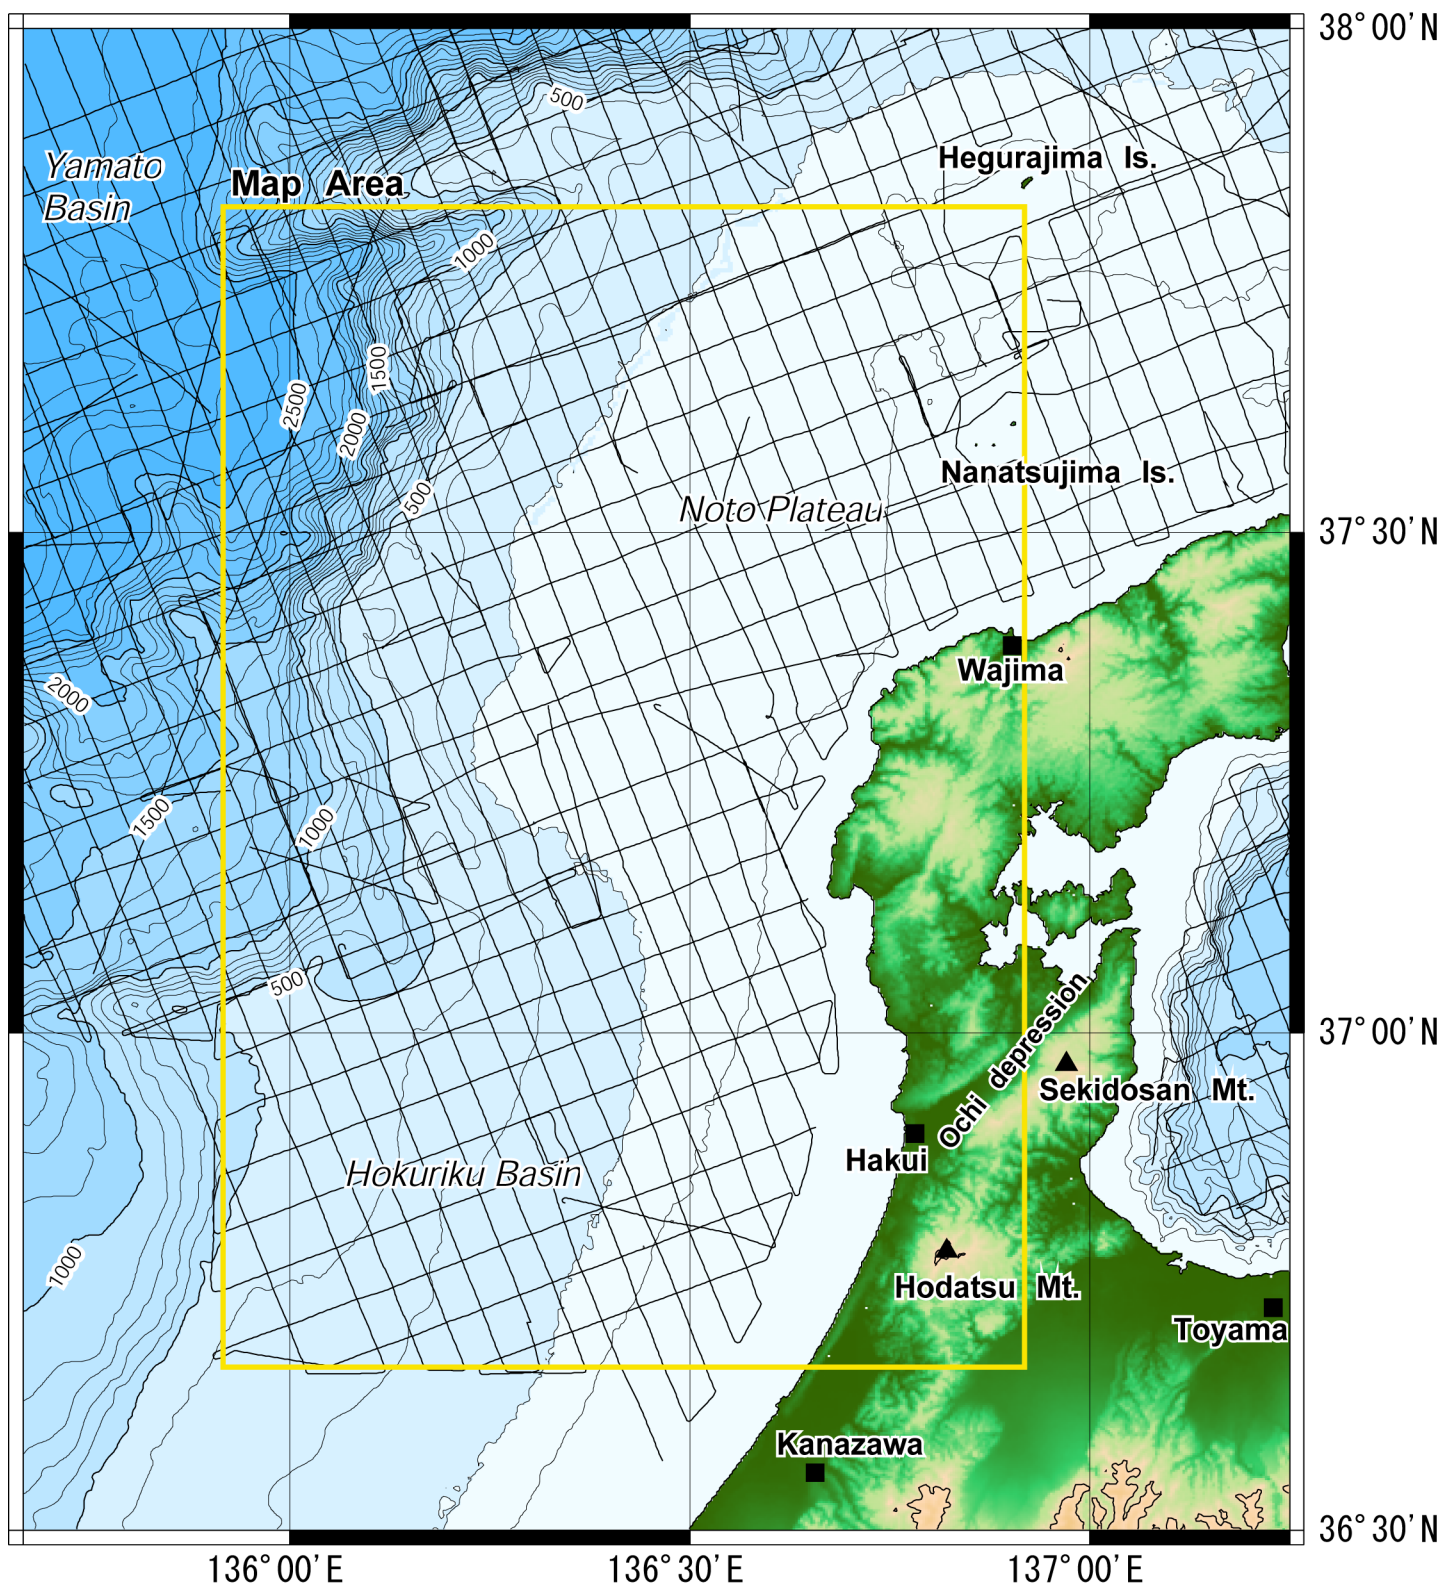 38°00'N
500
Hegurajima Is.
Yamato
Basin
Map Area
1000
1500
2500
2000
500
Nanatsujima Is.
Noto Plateau
37°30'N
Wajima
2000
1500
1000
500
Ochi depression
37°00'N
Sekidosan Mt.
Hakui
Hokuriku Basin
1000
Hodatsu Mt.
Toyama
Kanazawa
36°30'N
136°00'E
136°30'E
137°00'E